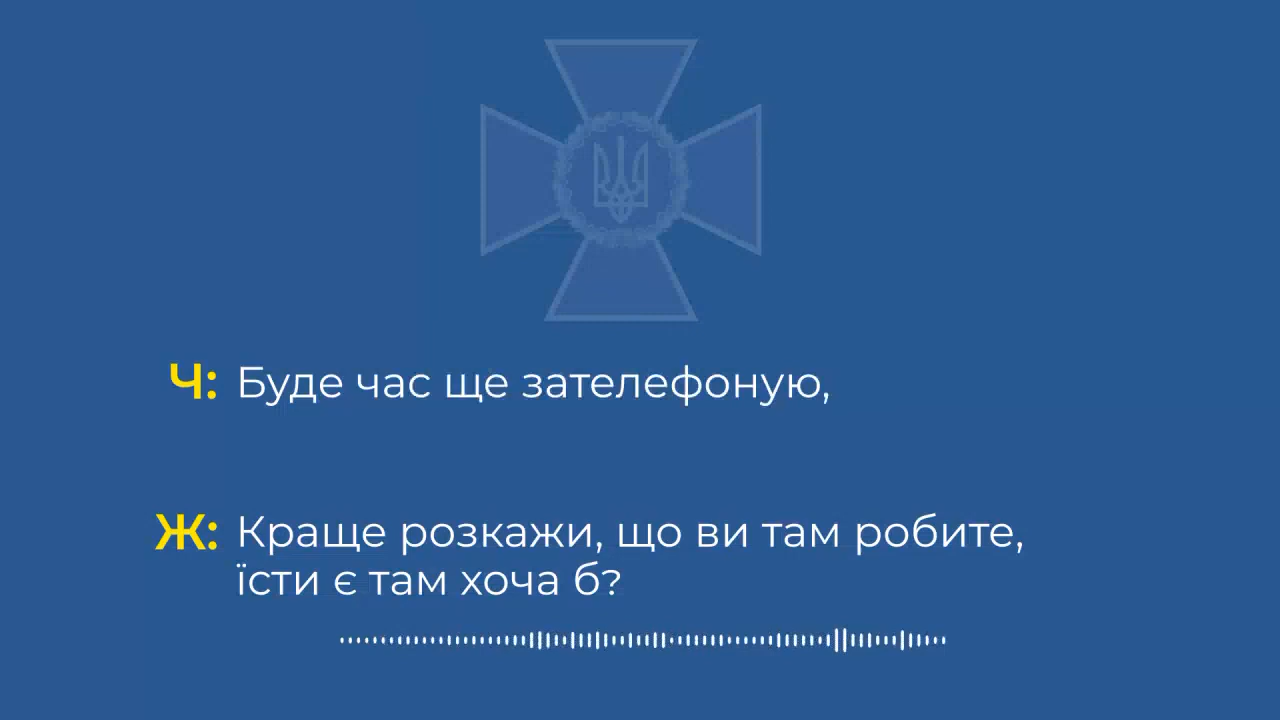 Ч: Буде час ще зателефоную,
Ж: Краще розкажи, що ви там робите,
їсти є там хоча б?